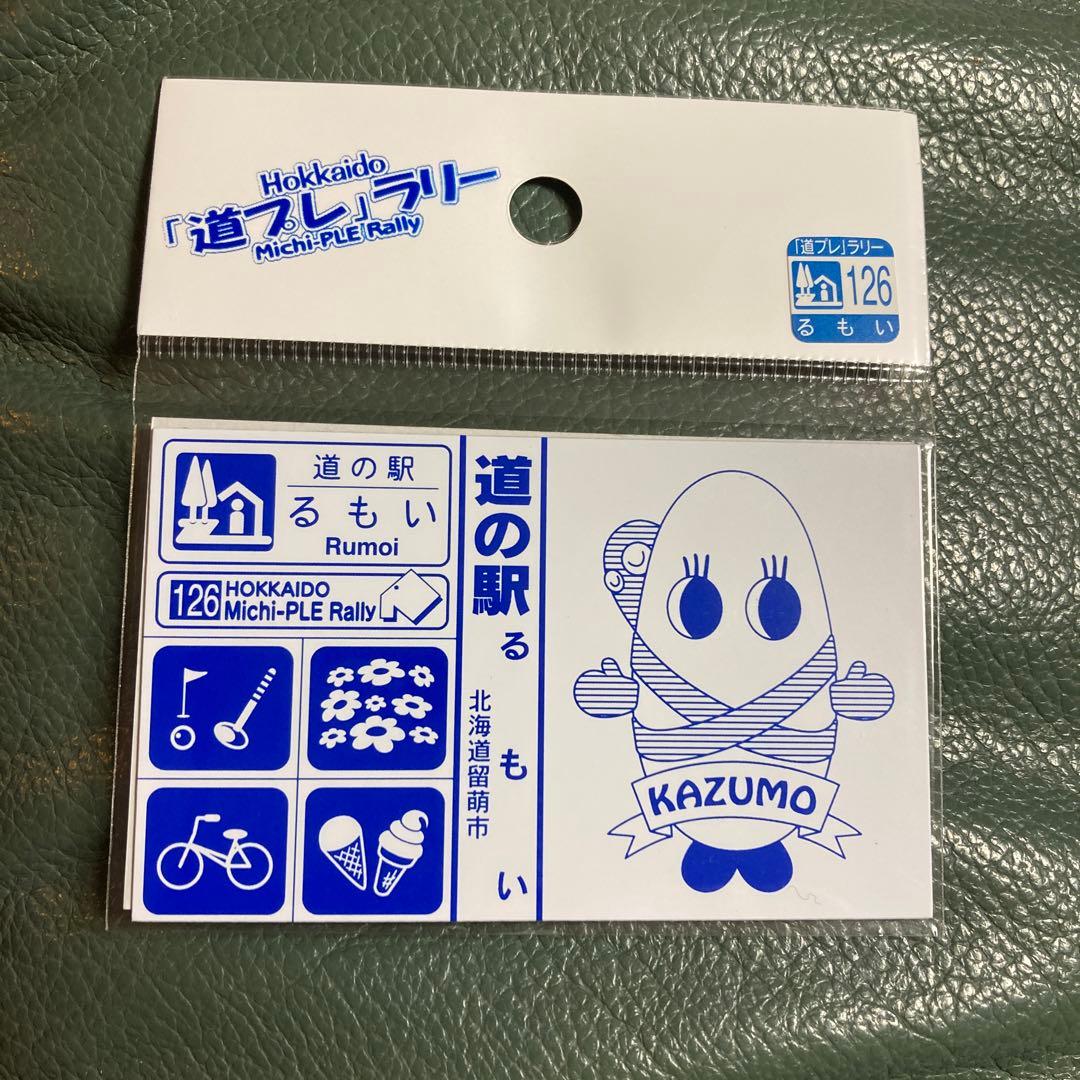 Hokkaido
「道プレ」ラリー
Michi-PLE Rally
「道プレ」ラリー
126
るもい
道の駅
るもい
Rumoi
126 HOKKAIDO
Michi-PLE Rally
道の駅 るもい
北海道留萌市
KAZUMO